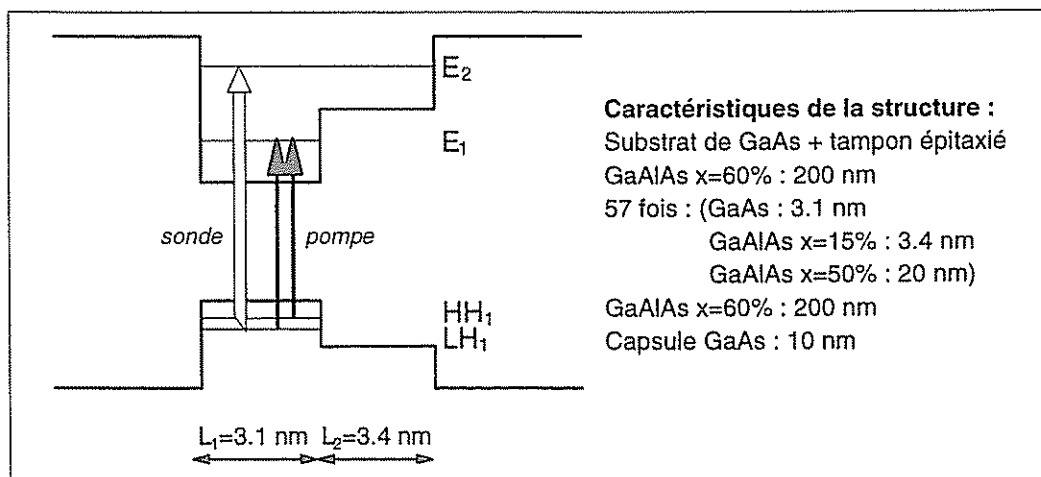 E₂
E₁
sonde
pompe
HH₁
LH₁
L₁=3.1 nm
L₂=3.4 nm
Caractéristiques de la structure :
Substrat de GaAs + tampon épitaxié
GaAlAs x=60% : 200 nm
57 fois : (GaAs : 3.1 nm
GaAlAs x=15% : 3.4 nm
GaAlAs x=50% : 20 nm)
GaAlAs x=60% : 200 nm
Capsule GaAs : 10 nm